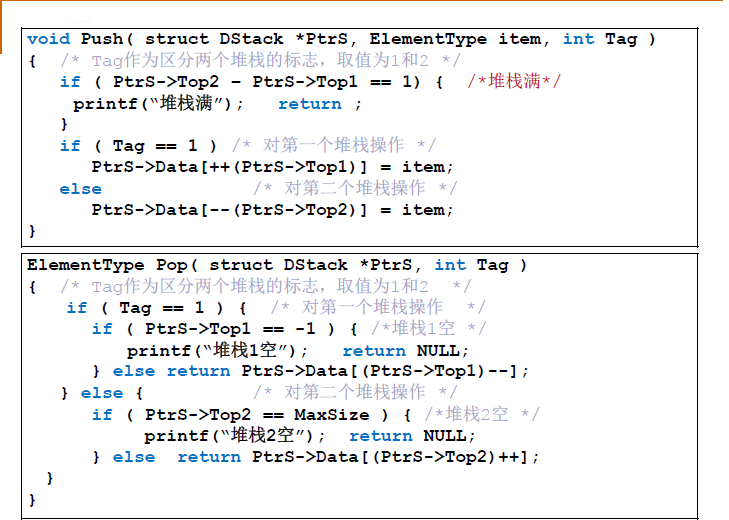 void Push( struct DStack *PtrS, ElementType item, int Tag )
{ /* Tag作为区分两个堆栈的标志，取值为1和2 */
if ( PtrS->Top2 – PtrS->Top1 == 1) { /*堆栈满*/
printf(“堆栈满”); return ;
}
if ( Tag == 1 ) /* 对第一个堆栈操作 */
PtrS->Data[++(PtrS->Top1)] = item;
else /* 对第二个堆栈操作 */
PtrS->Data[--(PtrS->Top2)] = item;
}
ElementType Pop( struct DStack *PtrS, int Tag )
{ /* Tag作为区分两个堆栈的标志，取值为1和2 */
if ( Tag == 1 ) { /* 对第一个堆栈操作 */
if ( PtrS->Top1 == -1 ) { /*堆栈1空 */
printf(“堆栈1空”); return NULL;
} else return PtrS->Data[(PtrS->Top1)--];
} else { /* 对第二个堆栈操作 */
if ( PtrS->Top2 == MaxSize ) { /*堆栈2空 */
printf(“堆栈2空”); return NULL;
} else return PtrS->Data[(PtrS->Top2)++];
}
}